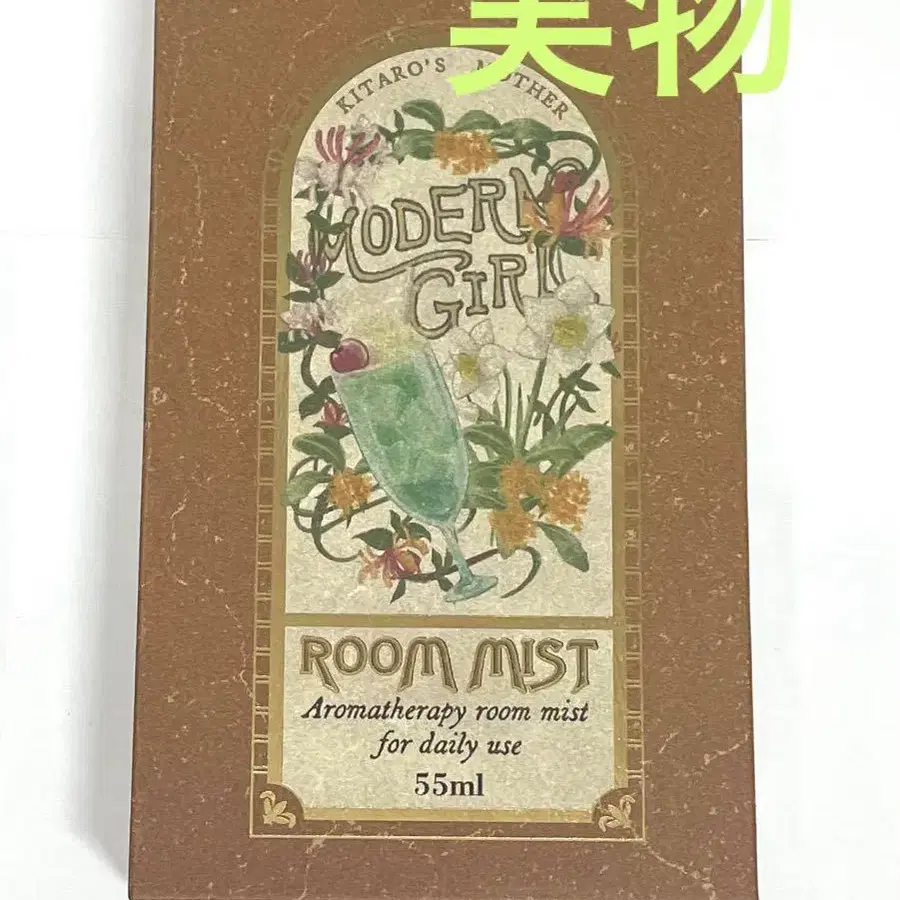 美物
KITARO'S MOTHER
MODERN
GIRL
ROOM MIST
Aromatherapy room mist
for daily use
55ml